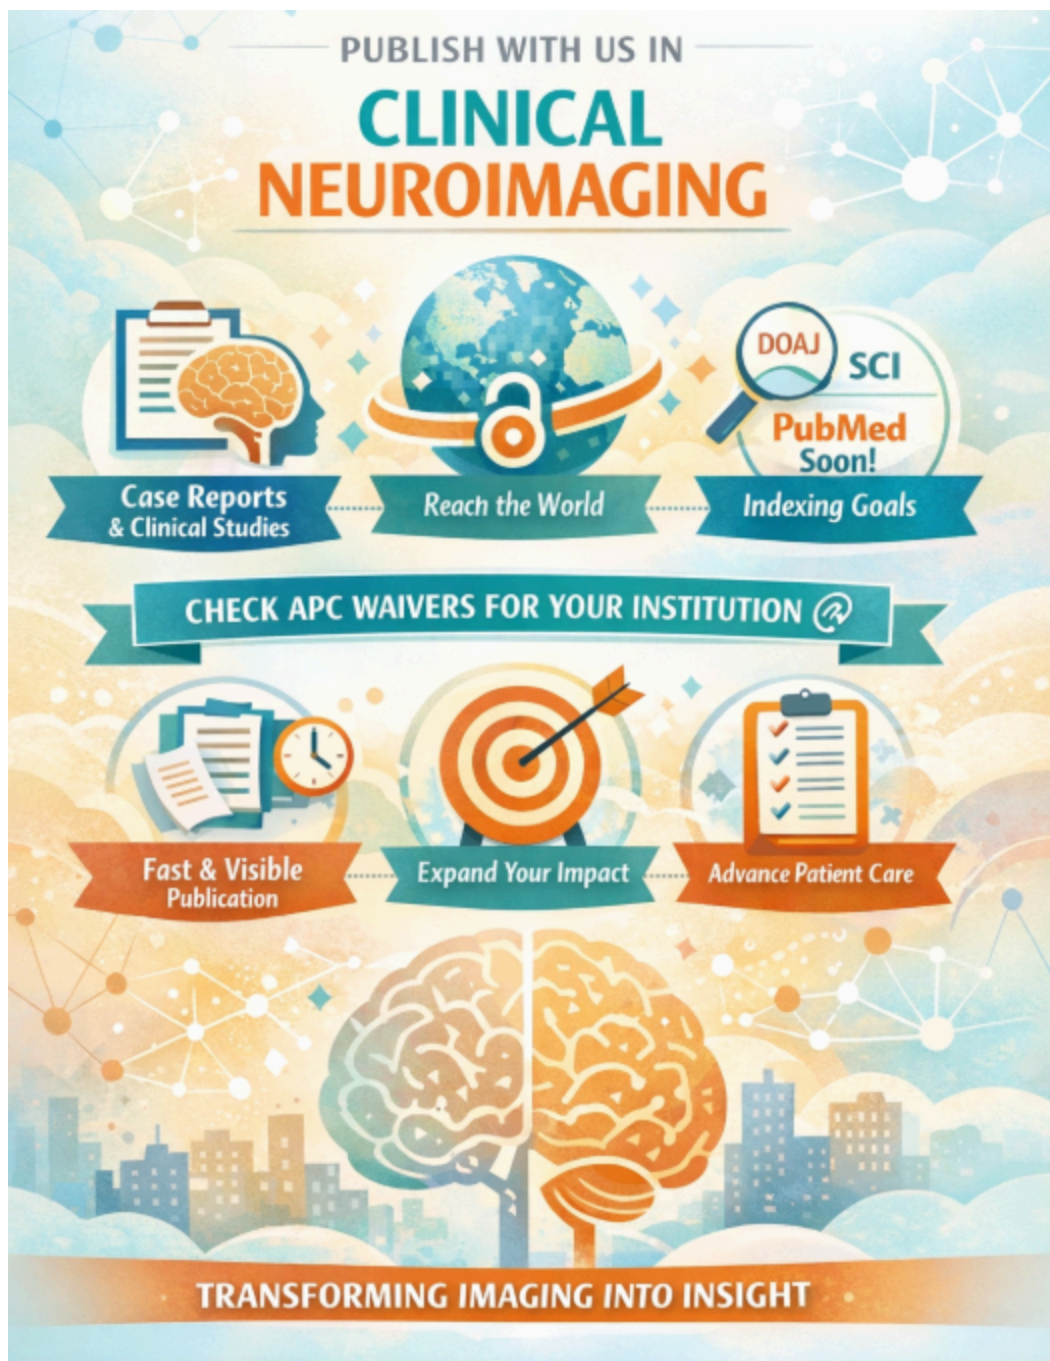 PUBLISH WITH US IN
CLINICAL
NEUROIMAGING
DOAJ
SCI
PubMed
Soon!
Case Reports
& Clinical Studies
Reach the World
Indexing Goals
CHECK APC WAIVERS FOR YOUR INSTITUTION
Fast & Visible
Publication
Expand Your Impact
Advance Patient Care
TRANSFORMING IMAGING INTO INSIGHT